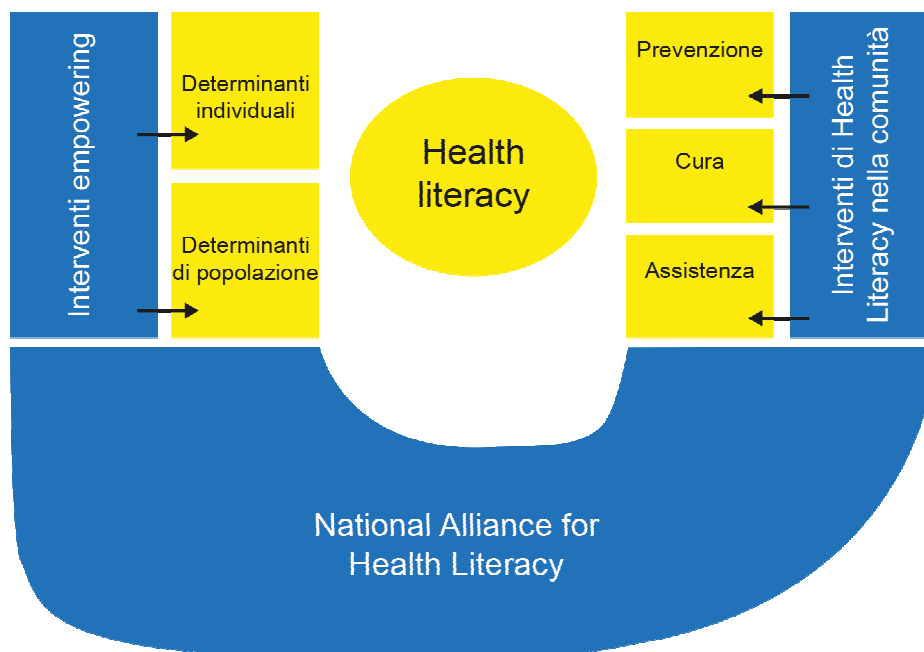 Interventi empowering
Determinanti
individuali
Determinanti
di popolazione
Health
literacy
Prevenzione
Cura
Assistenza
Interventi di Health
Literacy nella comunità
National Alliance for
Health Literacy